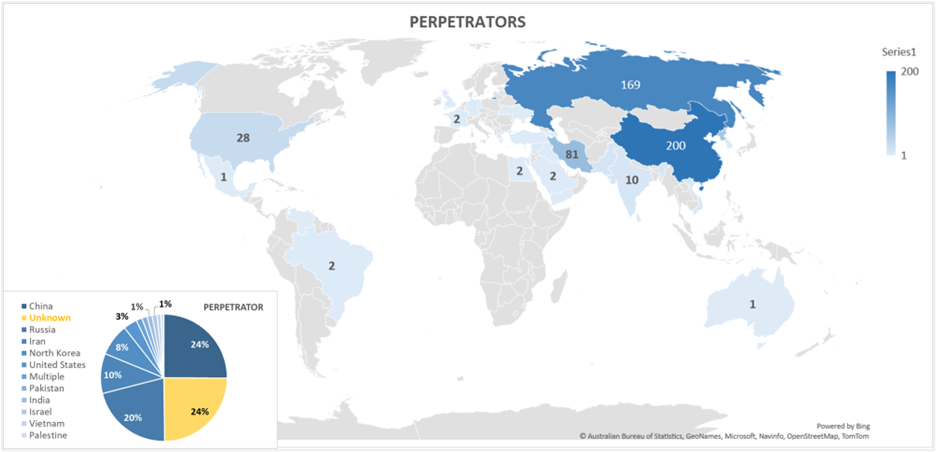 PERPETRATORS
Series1
200
1
169
200
28
2
81
1
2
2
10
2
1
PERPETRATOR
China
Unknown
Russia
Iran
North Korea
United States
Multiple
Pakistan
India
Israel
Vietnam
Palestine
1%
1%
3%
8%
24%
10%
20%
24%
Powered by Bing
© Australian Bureau of Statistics, GeoNames, Microsoft, Navinfo, OpenStreetMap, TomTom